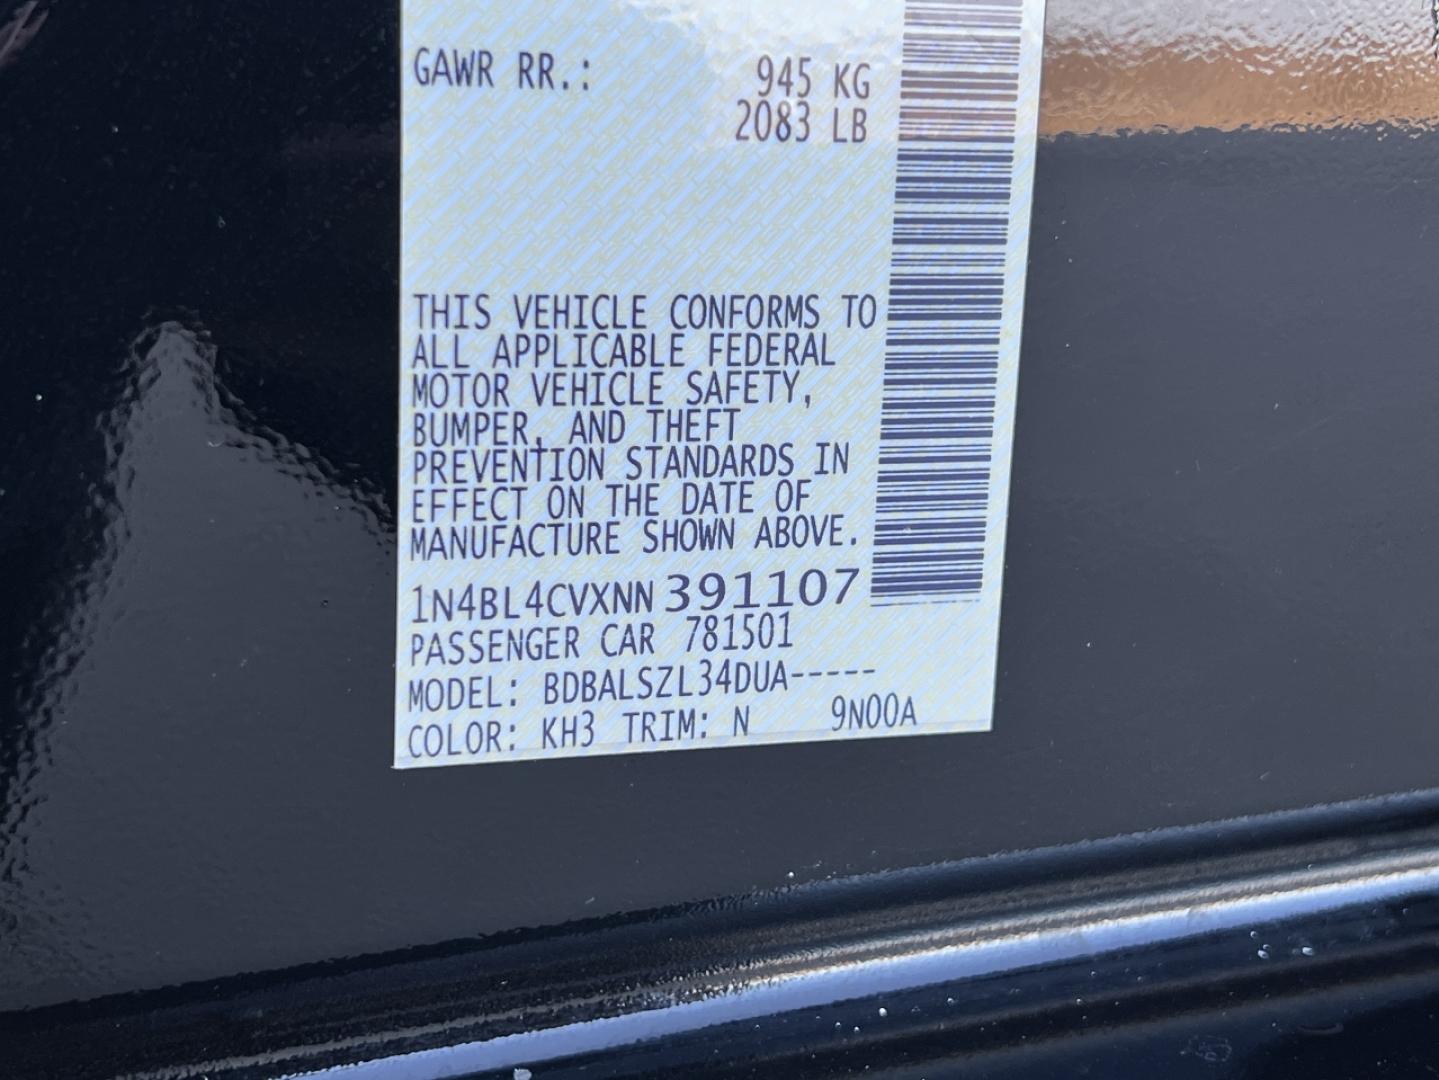 GAWR RR.: 945 KG
2083 LB
THIS VEHICLE CONFORMS TO
ALL APPLICABLE FEDERAL
MOTOR VEHICLE SAFETY,
BUMPER, AND THEFT
PREVENTION STANDARDS IN
EFFECT ON THE DATE OF
MANUFACTURE SHOWN ABOVE.
1N4BL4CVXNN391107
PASSENGER CAR 781501
MODEL: BDBALSZL34DUA-----
COLOR: KH3 TRIM: N 9N00A